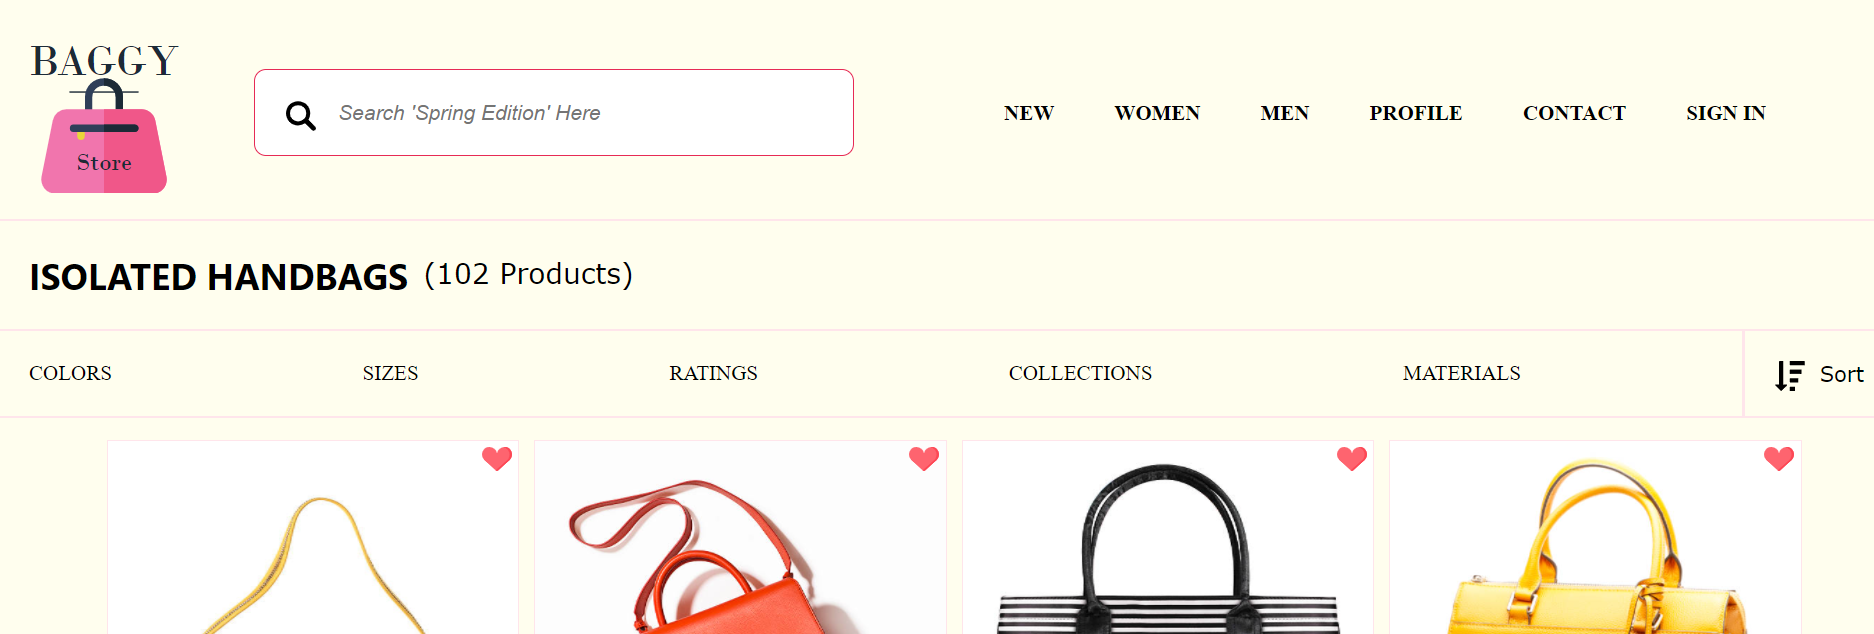 BAGGY
Store
Search 'Spring Edition' Here
NEW WOMEN MEN PROFILE CONTACT SIGN IN
ISOLATED HANDBAGS (102 Products)
COLORS SIZES RATINGS COLLECTIONS MATERIALS Sort